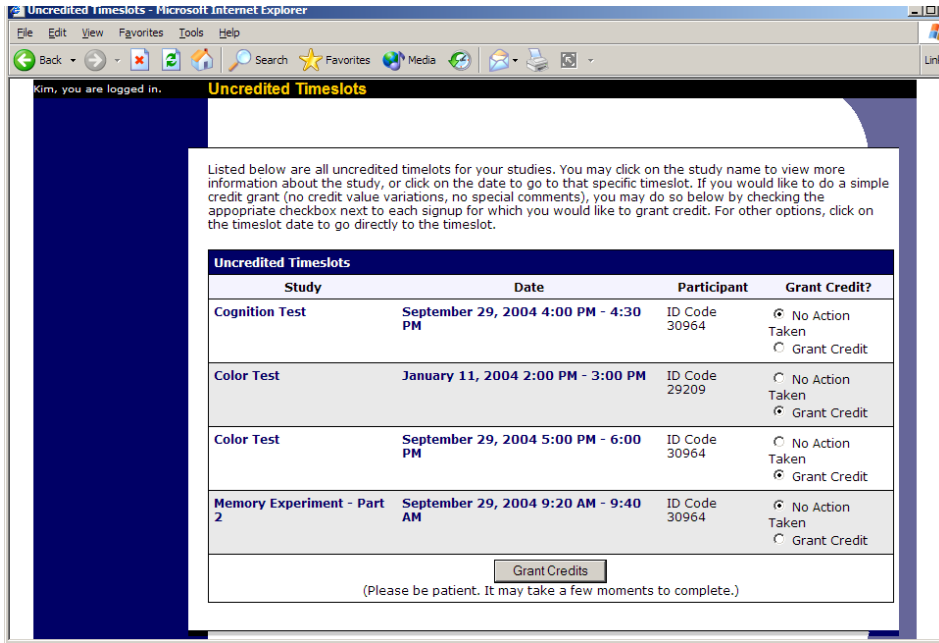 Uncredited Timeslots - Microsoft Internet Explorer
File Edit View Favorites Tools Help
Back Search Favorites Media
Kim, you are logged in. Uncredited Timeslots
Listed below are all uncredited timelots for your studies. You may click on the study name to view more
information about the study, or click on the date to go to that specific timeslot. If you would like to do a simple
credit grant (no credit value variations, no special comments), you may do so below by checking the
appopriate checkbox next to each signup for which you would like to grant credit. For other options, click on
the timeslot date to go directly to the timeslot.
Uncredited Timeslots
Study Date Participant Grant Credit?
Cognition Test September 29, 2004 4:00 PM - 4:30 ID Code No Action
PM 30964 Taken
Grant Credit
Color Test January 11, 2004 2:00 PM - 3:00 PM ID Code No Action
29209 Taken
Grant Credit
Color Test September 29, 2004 5:00 PM - 6:00 ID Code No Action
PM 30964 Taken
Grant Credit
Memory Experiment - Part September 29, 2004 9:20 AM - 9:40 ID Code No Action
2 AM 30964 Taken
Grant Credit
Grant Credits
(Please be patient. It may take a few moments to complete.)